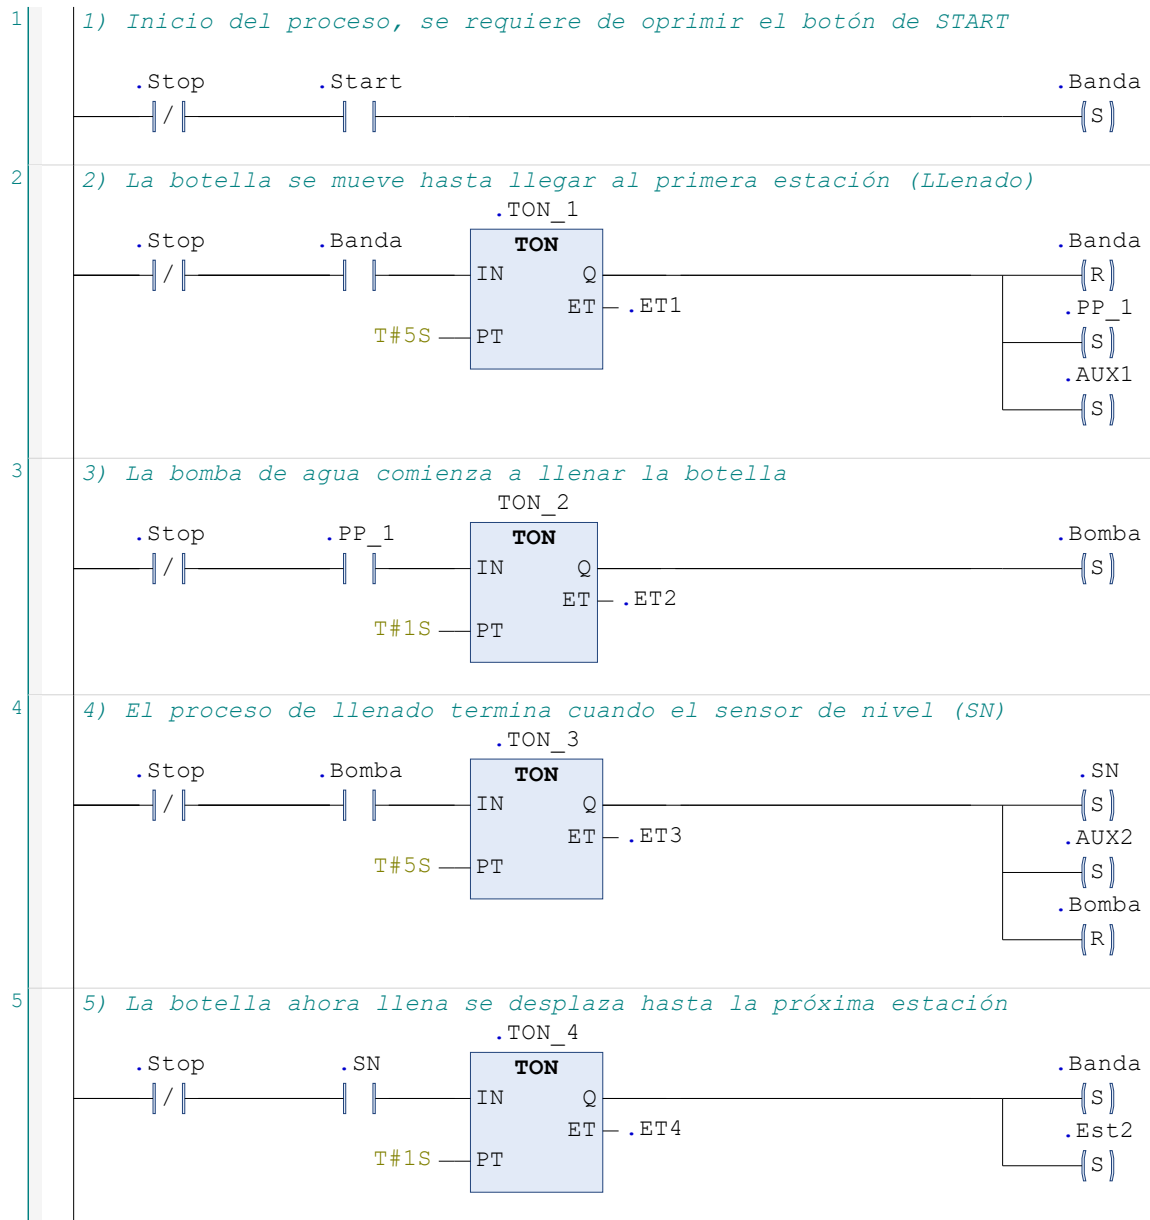 1
1) Inicio del proceso, se requiere de oprimir el botón de START
.Stop .Start .Banda
/ S
2
2) La botella se mueve hasta llegar al primera estación (LLenado)
.TON_1
.Stop .Banda TON .Banda
/ IN Q R
ET .ET1 .PP_1
T#5S PT S
.AUX1
S
3
3) La bomba de agua comienza a llenar la botella
TON_2
.Stop .PP_1 TON .Bomba
/ IN Q S
ET .ET2
T#1S PT
4
4) El proceso de llenado termina cuando el sensor de nivel (SN)
.TON_3
.Stop .Bomba TON .SN
/ IN Q S
ET .ET3 .AUX2
T#5S PT S
.Bomba
R
5
5) La botella ahora llena se desplaza hasta la próxima estación
.TON_4
.Stop .SN TON .Banda
/ IN Q S
ET .ET4 .Est2
T#1S PT S